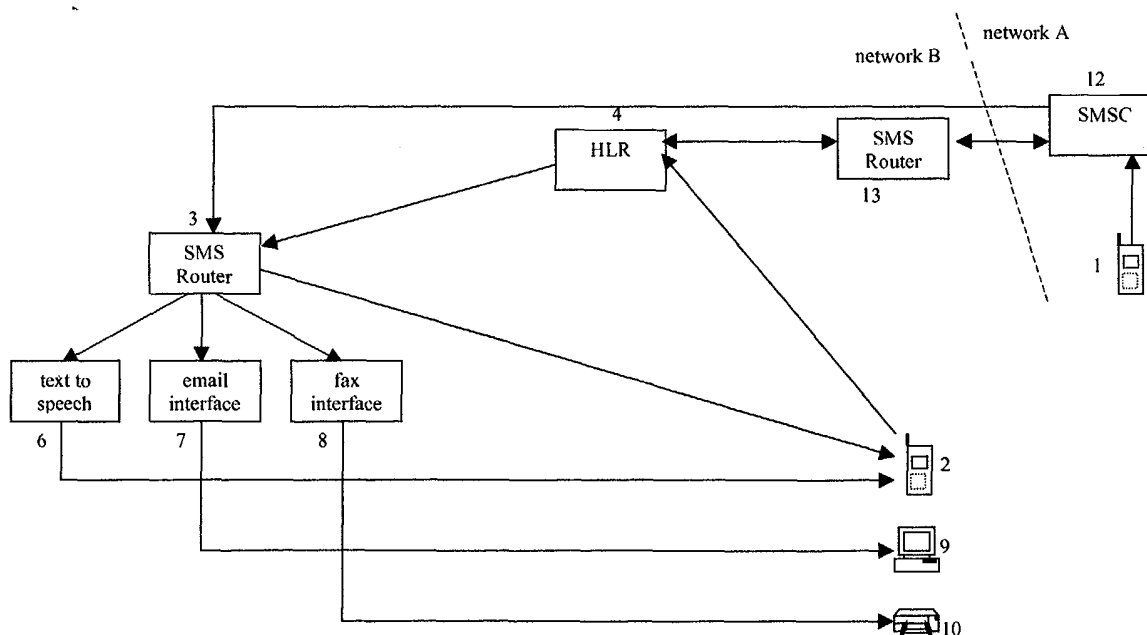 network A
network B
12
SMSC
4
HLR
SMS
Router
13
3
SMS
Router
1
text to
speech
email
interface
fax
interface
6
7
8
2
9
10